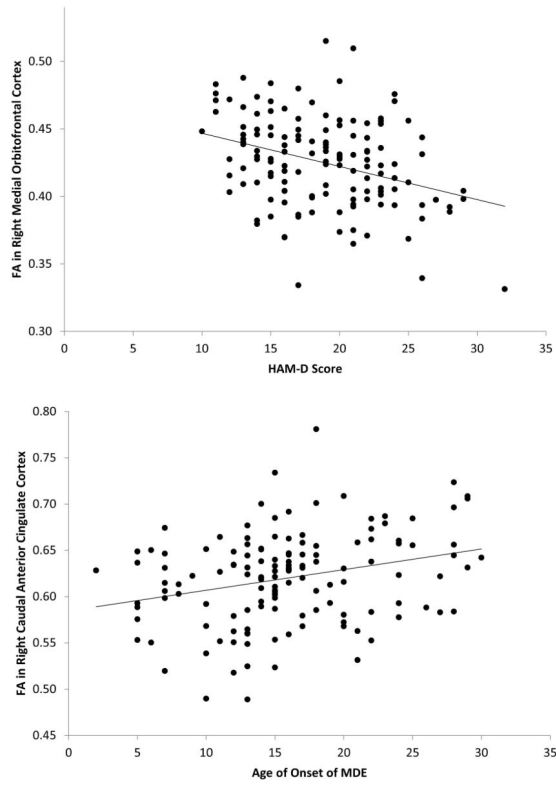 FA in Right Medial Orbitofrontal Cortex
0.50
0.45
0.40
0.35
0.30
0 5 10 15 20 25 30 35
HAM-D Score
FA in Right Caudal Anterior Cingulate Cortex
0.80
0.75
0.70
0.65
0.60
0.55
0.50
0.45
0 5 10 15 20 25 30 35
Age of Onset of MDE